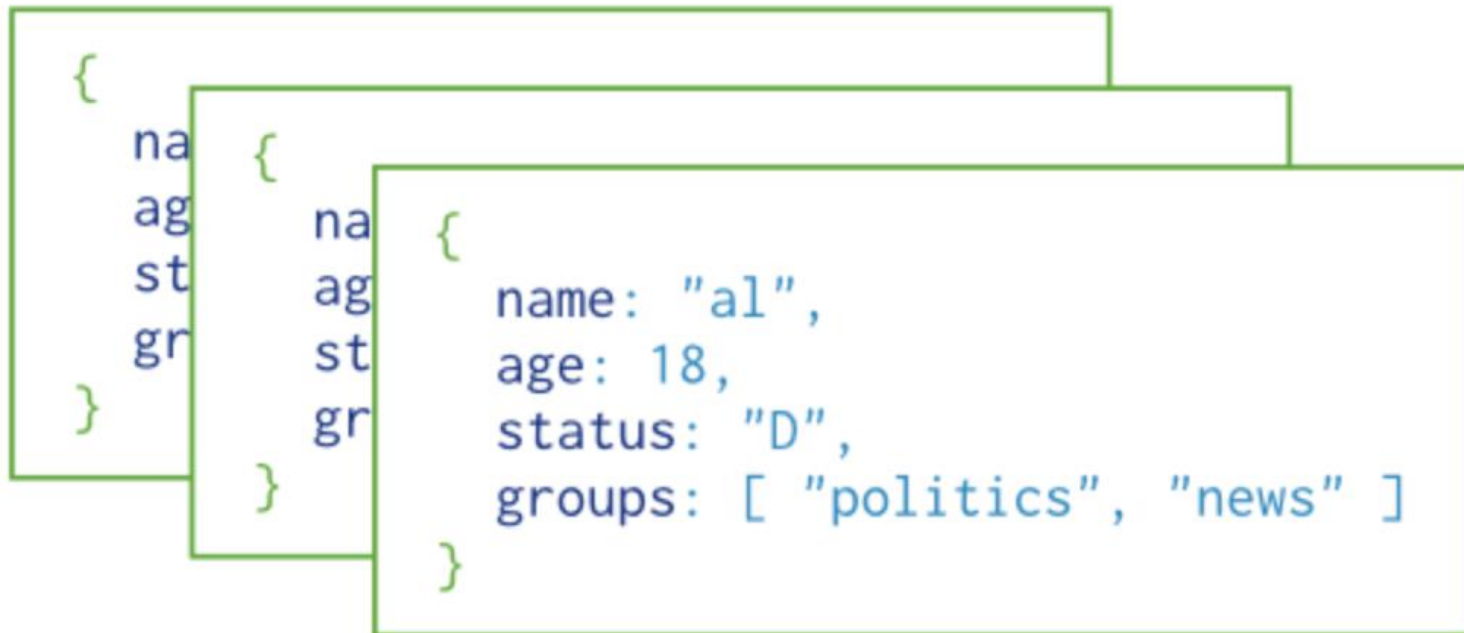 {
na
ag
st
gr
}
{
na
ag
st
gr
}
{
name: "al",
age: 18,
status: "D",
groups: [ "politics", "news" ]
}